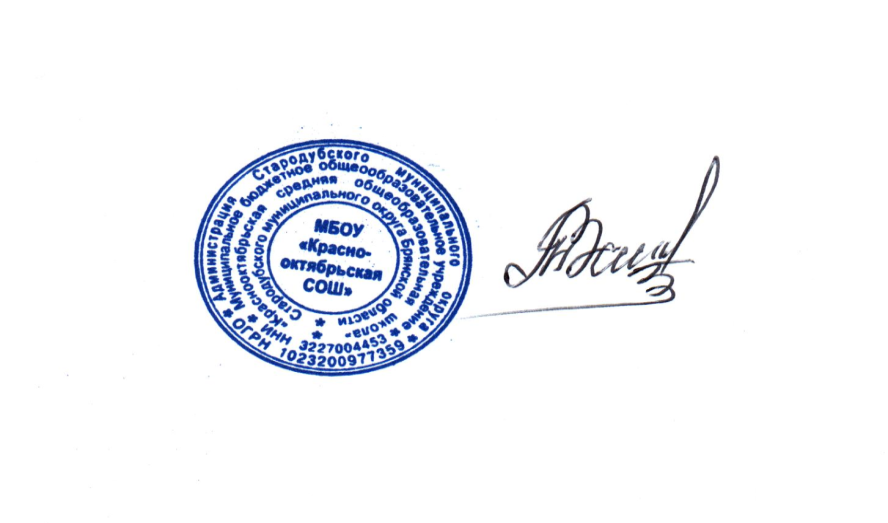 Администрация Стародубского муниципального округа
Муниципальное бюджетное общеобразовательное учреждение
"Краснооктябрьская средняя общеобразовательная школа"
Стародубского муниципального округа Брянской области
ИНН 3227004453
ОГРН 1023200977359
МБОУ
«Красно-
октябрьская
СОШ»